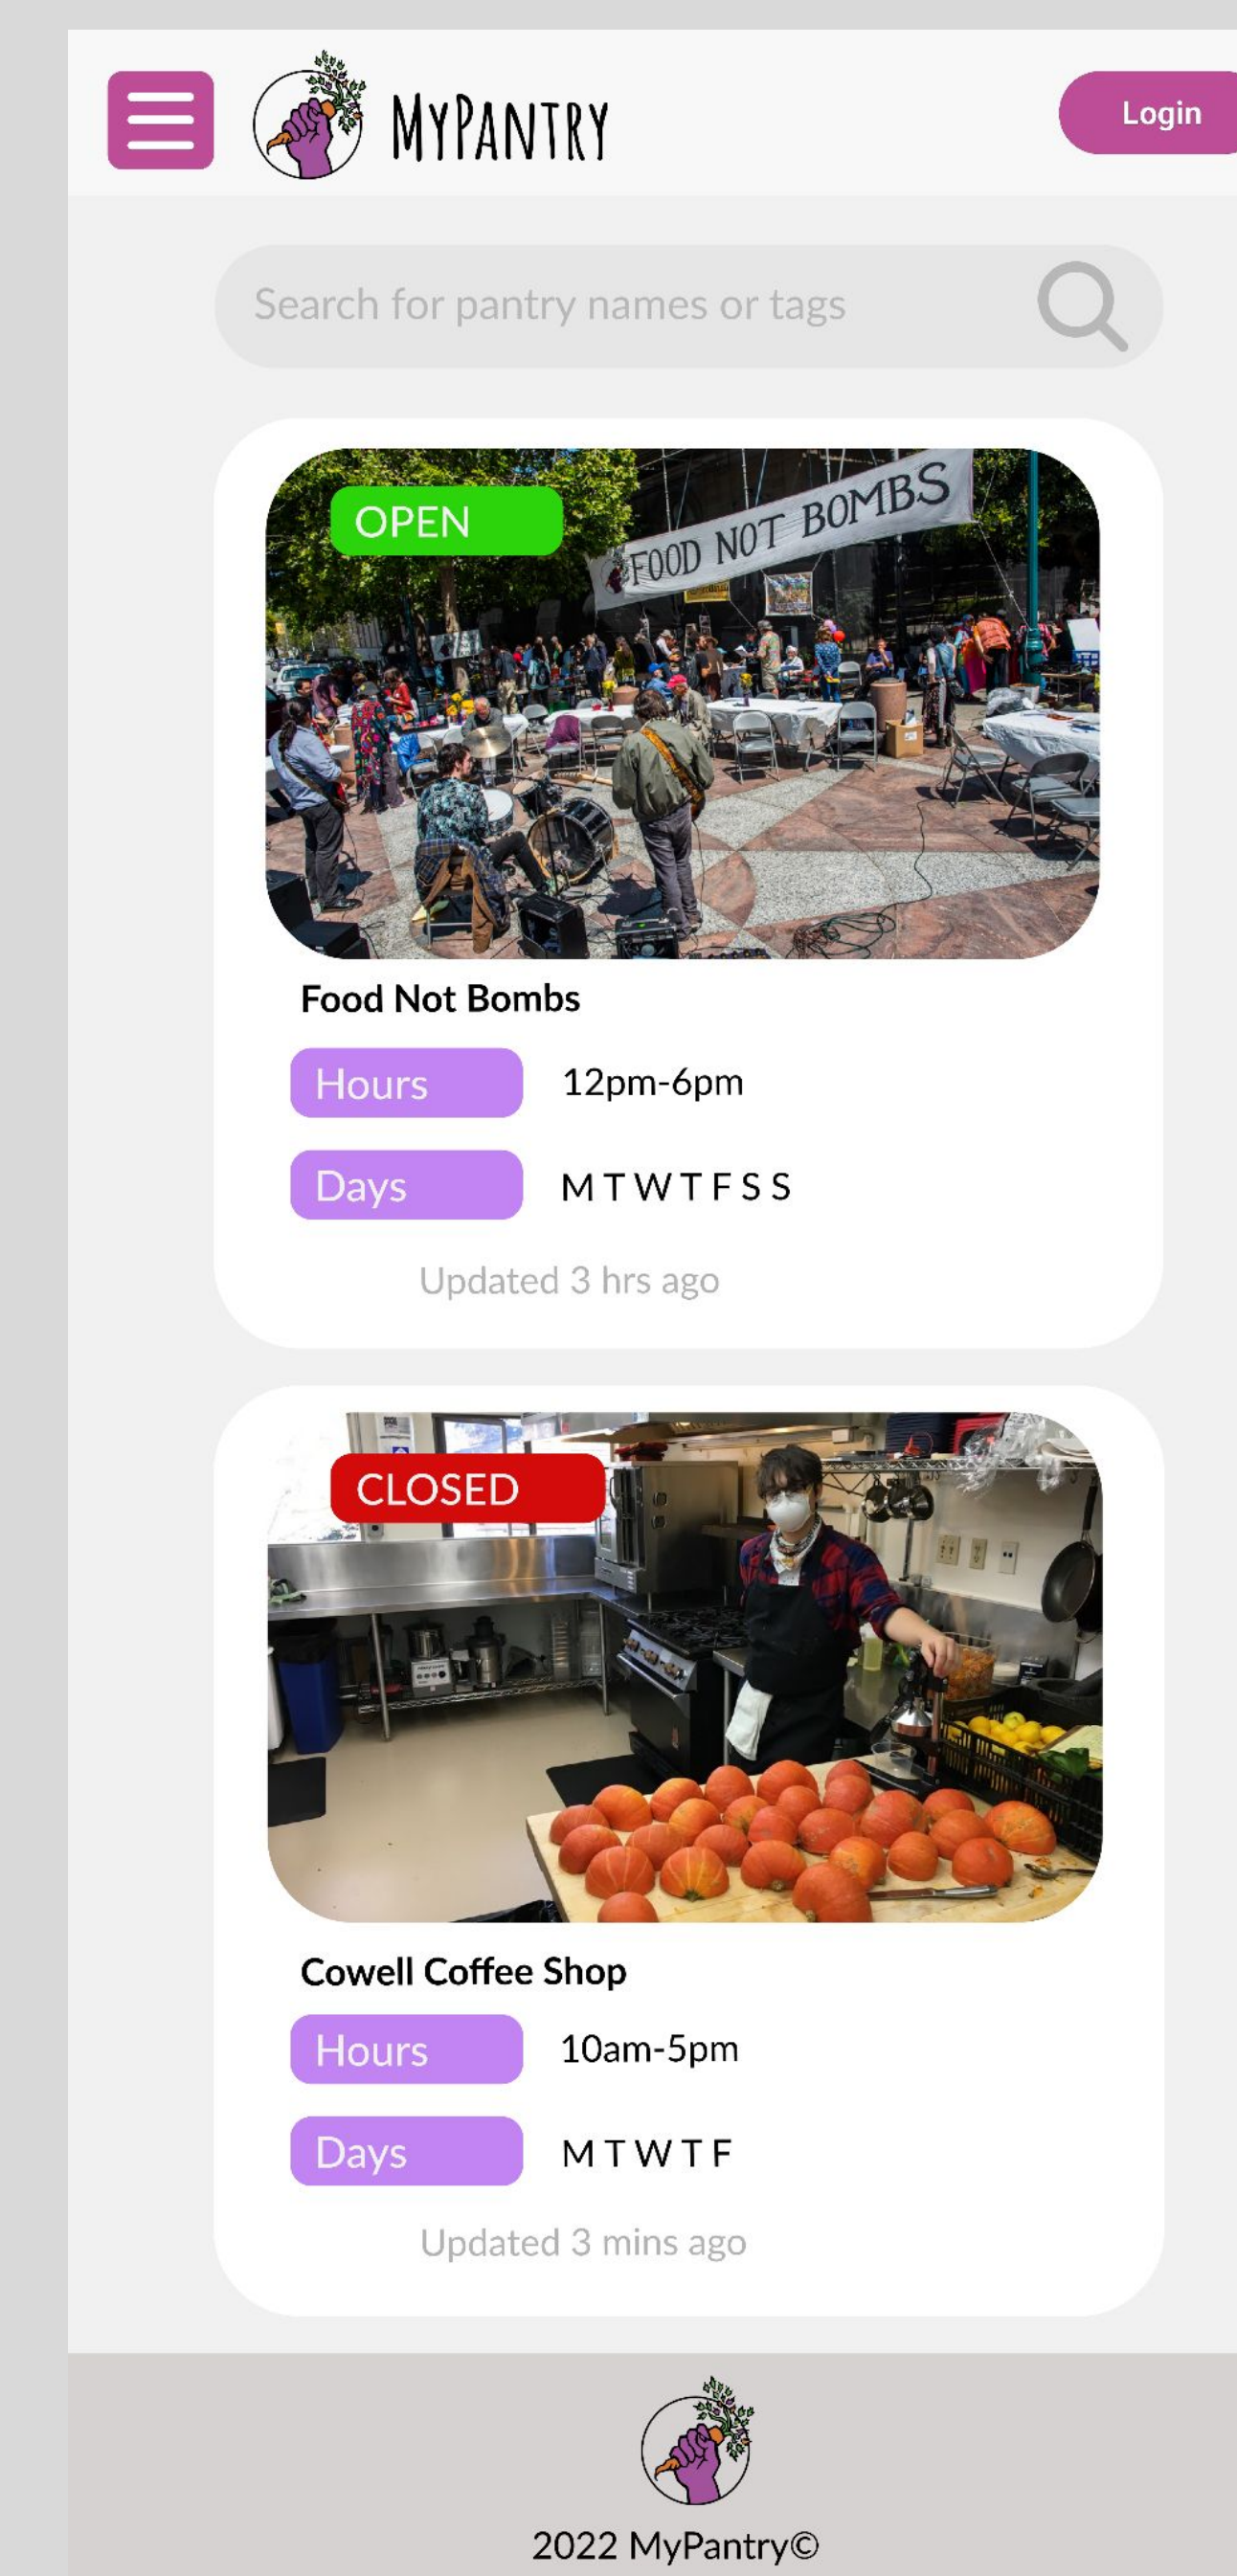 MYPANTRY
Login
Search for pantry names or tags
OPEN
FOOD NOT BOMBS
Food Not Bombs
Hours 12pm-6pm
Days M T W T F S S
Updated 3 hrs ago
CLOSED
Cowell Coffee Shop
Hours 10am-5pm
Days M T W T F
Updated 3 mins ago
2022 MyPantry©